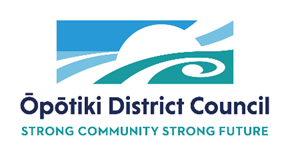 Ōpōtiki District Council
STRONG COMMUNITY STRONG FUTURE